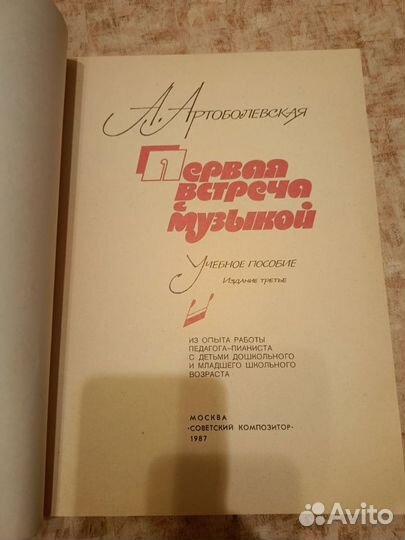 А. Артоболевская
Первая
встреча
с
музыкой
Учебное пособие
Издание третье
ИЗ ОПЫТА РАБОТЫ
ПЕДАГОГА-ПИАНИСТА
С ДЕТЬМИ ДОШКОЛЬНОГО
И МЛАДШЕГО ШКОЛЬНОГО
ВОЗРАСТА
МОСКВА
«СОВЕТСКИЙ КОМПОЗИТОР»
1987
Avito